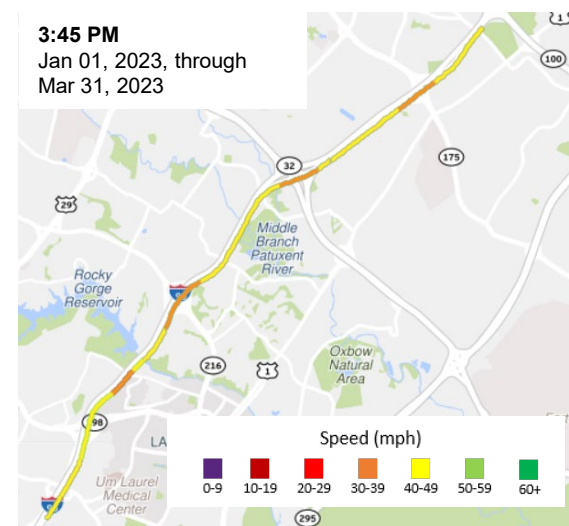 3:45 PM
Jan 01, 2023, through
Mar 31, 2023
1
100
32
175
29
Middle
Branch
Patuxent
River
Rocky
Gorge
Reservoir
216
1
Oxbow
Natural
Area
LA
Um Laurel
Medical
Center
295
Speed (mph)
0-9 10-19 20-29 30-39 40-49 50-59 60+